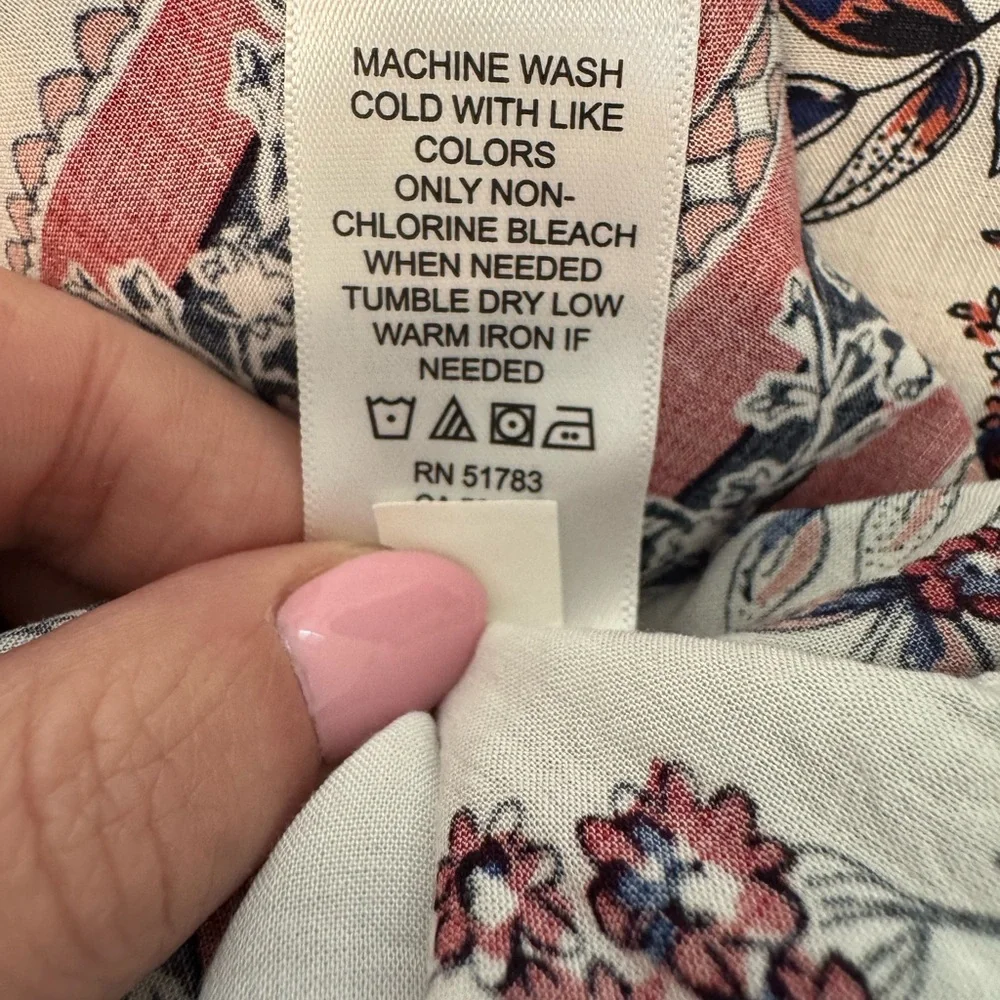 MACHINE WASH
COLD WITH LIKE
COLORS
ONLY NON-
CHLORINE BLEACH
WHEN NEEDED
TUMBLE DRY LOW
WARM IRON IF
NEEDED
RN 51783